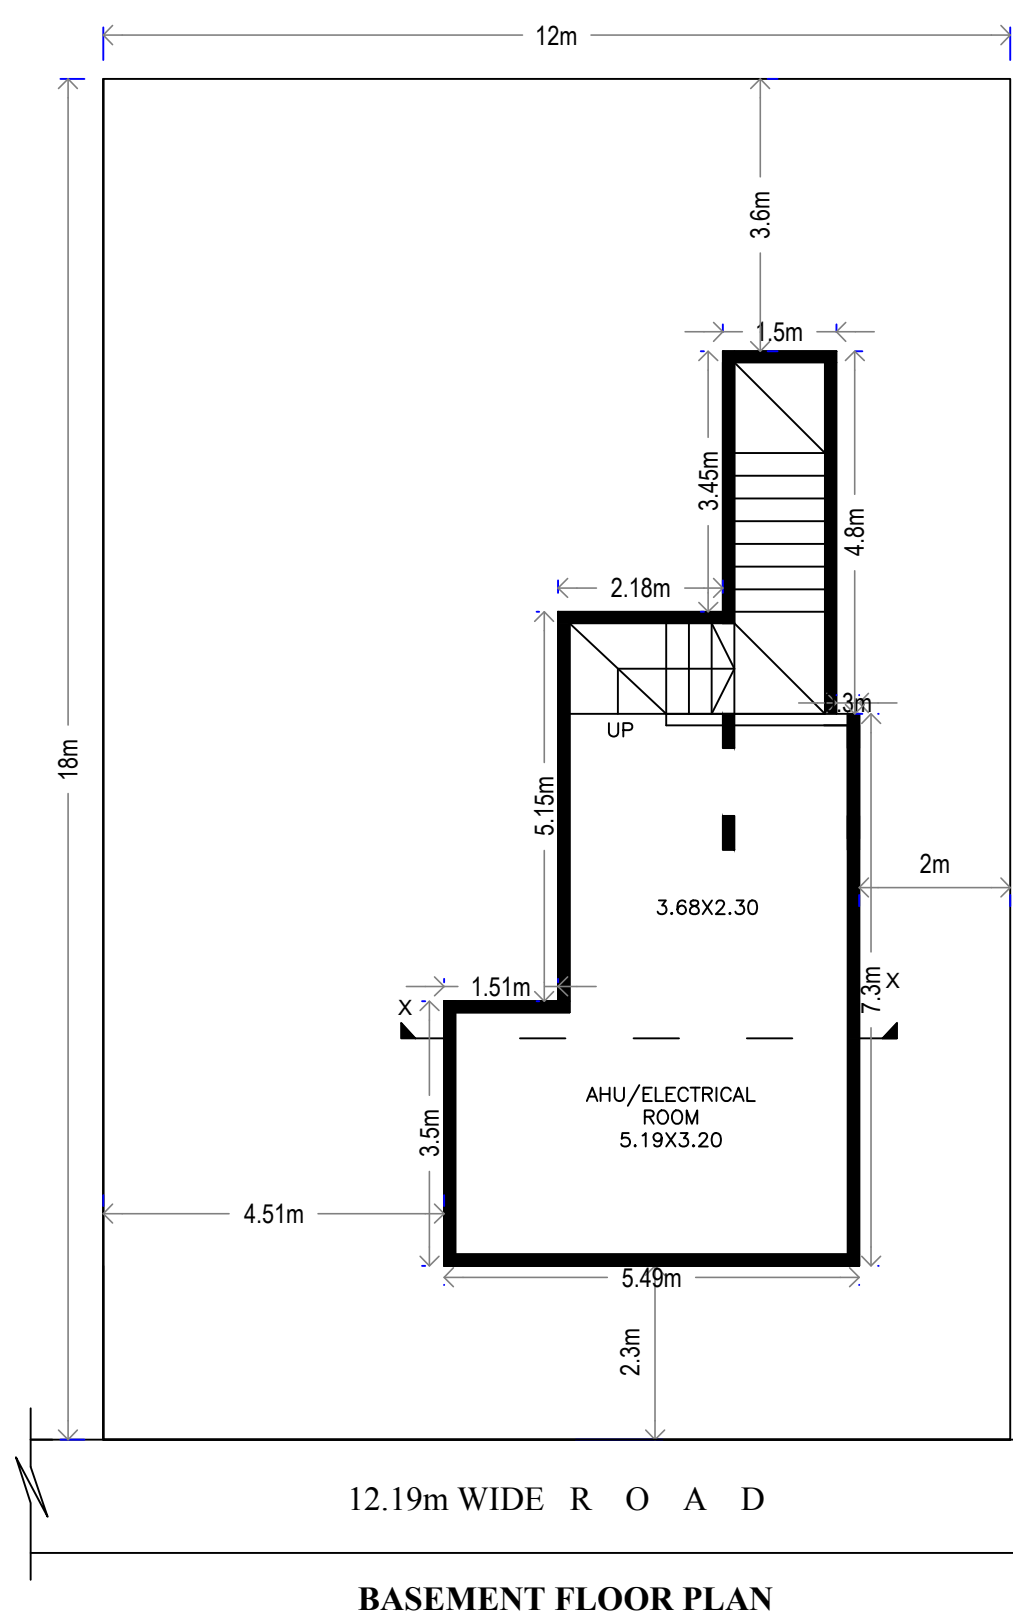 12m
3.6m
1.5m
3.45m
4.8m
2.18m
.3m
UP
18m
5.15m
2m
3.68X2.30
7.3m
X
1.51m
X
AHU/ELECTRICAL
ROOM
5.19X3.20
3.5m
4.51m
5.49m
2.3m
12.19m WIDE R O A D
BASEMENT FLOOR PLAN